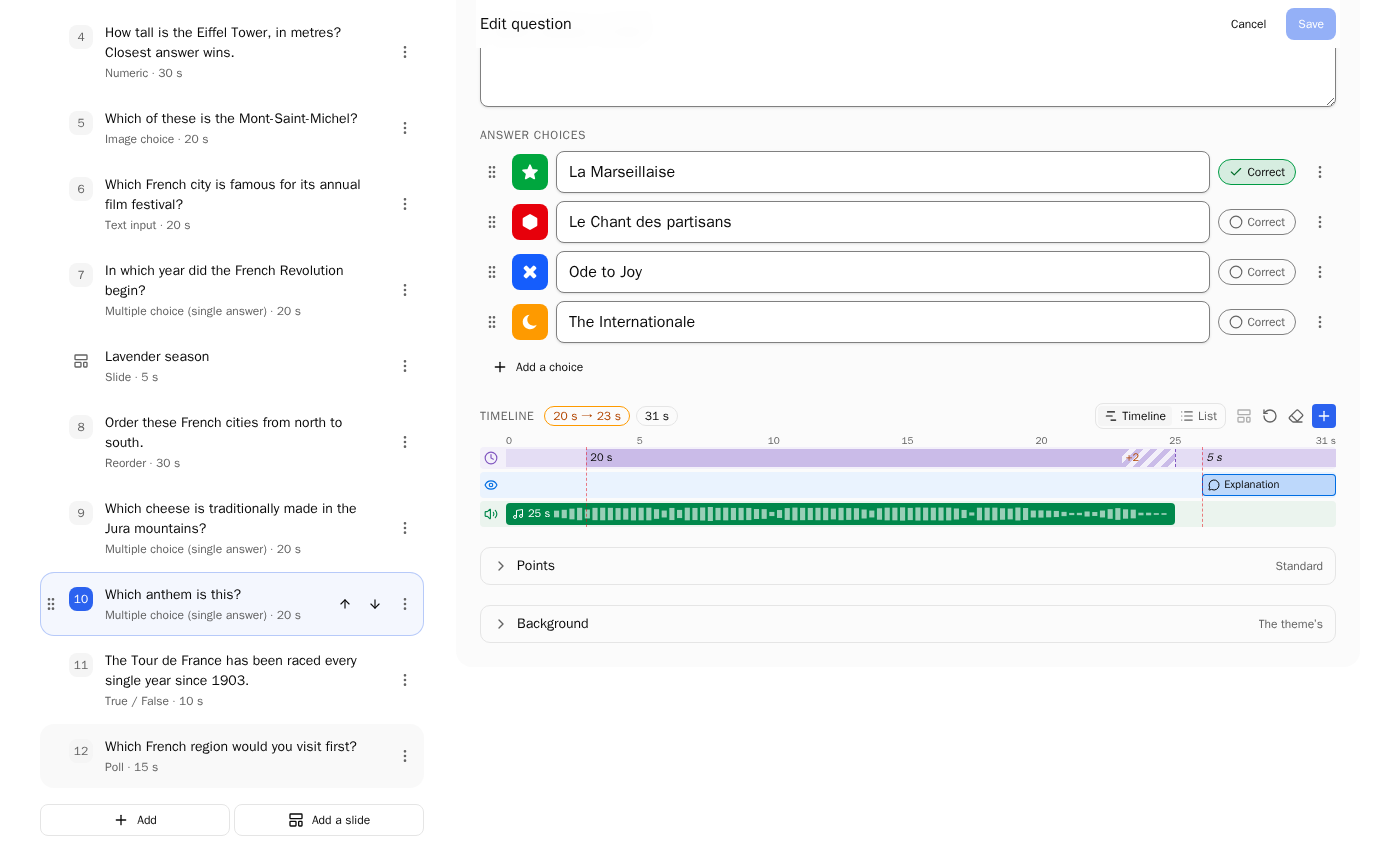 4
How tall is the Eiffel Tower, in metres?
Closest answer wins.
Numeric · 30 s
5
Which of these is the Mont-Saint-Michel?
Image choice · 20 s
6
Which French city is famous for its annual
film festival?
Text input · 20 s
7
In which year did the French Revolution
begin?
Multiple choice (single answer) · 20 s
Lavender season
Slide · 5 s
8
Order these French cities from north to
south.
Reorder · 30 s
9
Which cheese is traditionally made in the
Jura mountains?
Multiple choice (single answer) · 20 s
10
Which anthem is this?
Multiple choice (single answer) · 20 s
11
The Tour de France has been raced every
single year since 1903.
True / False · 10 s
12
Which French region would you visit first?
Poll · 15 s
Add
Add a slide
Edit question
Cancel
Save
ANSWER CHOICES
La Marseillaise
Correct
Le Chant des partisans
Correct
Ode to Joy
Correct
The Internationale
Correct
Add a choice
TIMELINE
20 s → 23 s
31 s
Timeline
List
0 5 10 15 20 25 31 s
20 s
+2
5 s
Explanation
25 s
Points
Standard
Background
The theme's